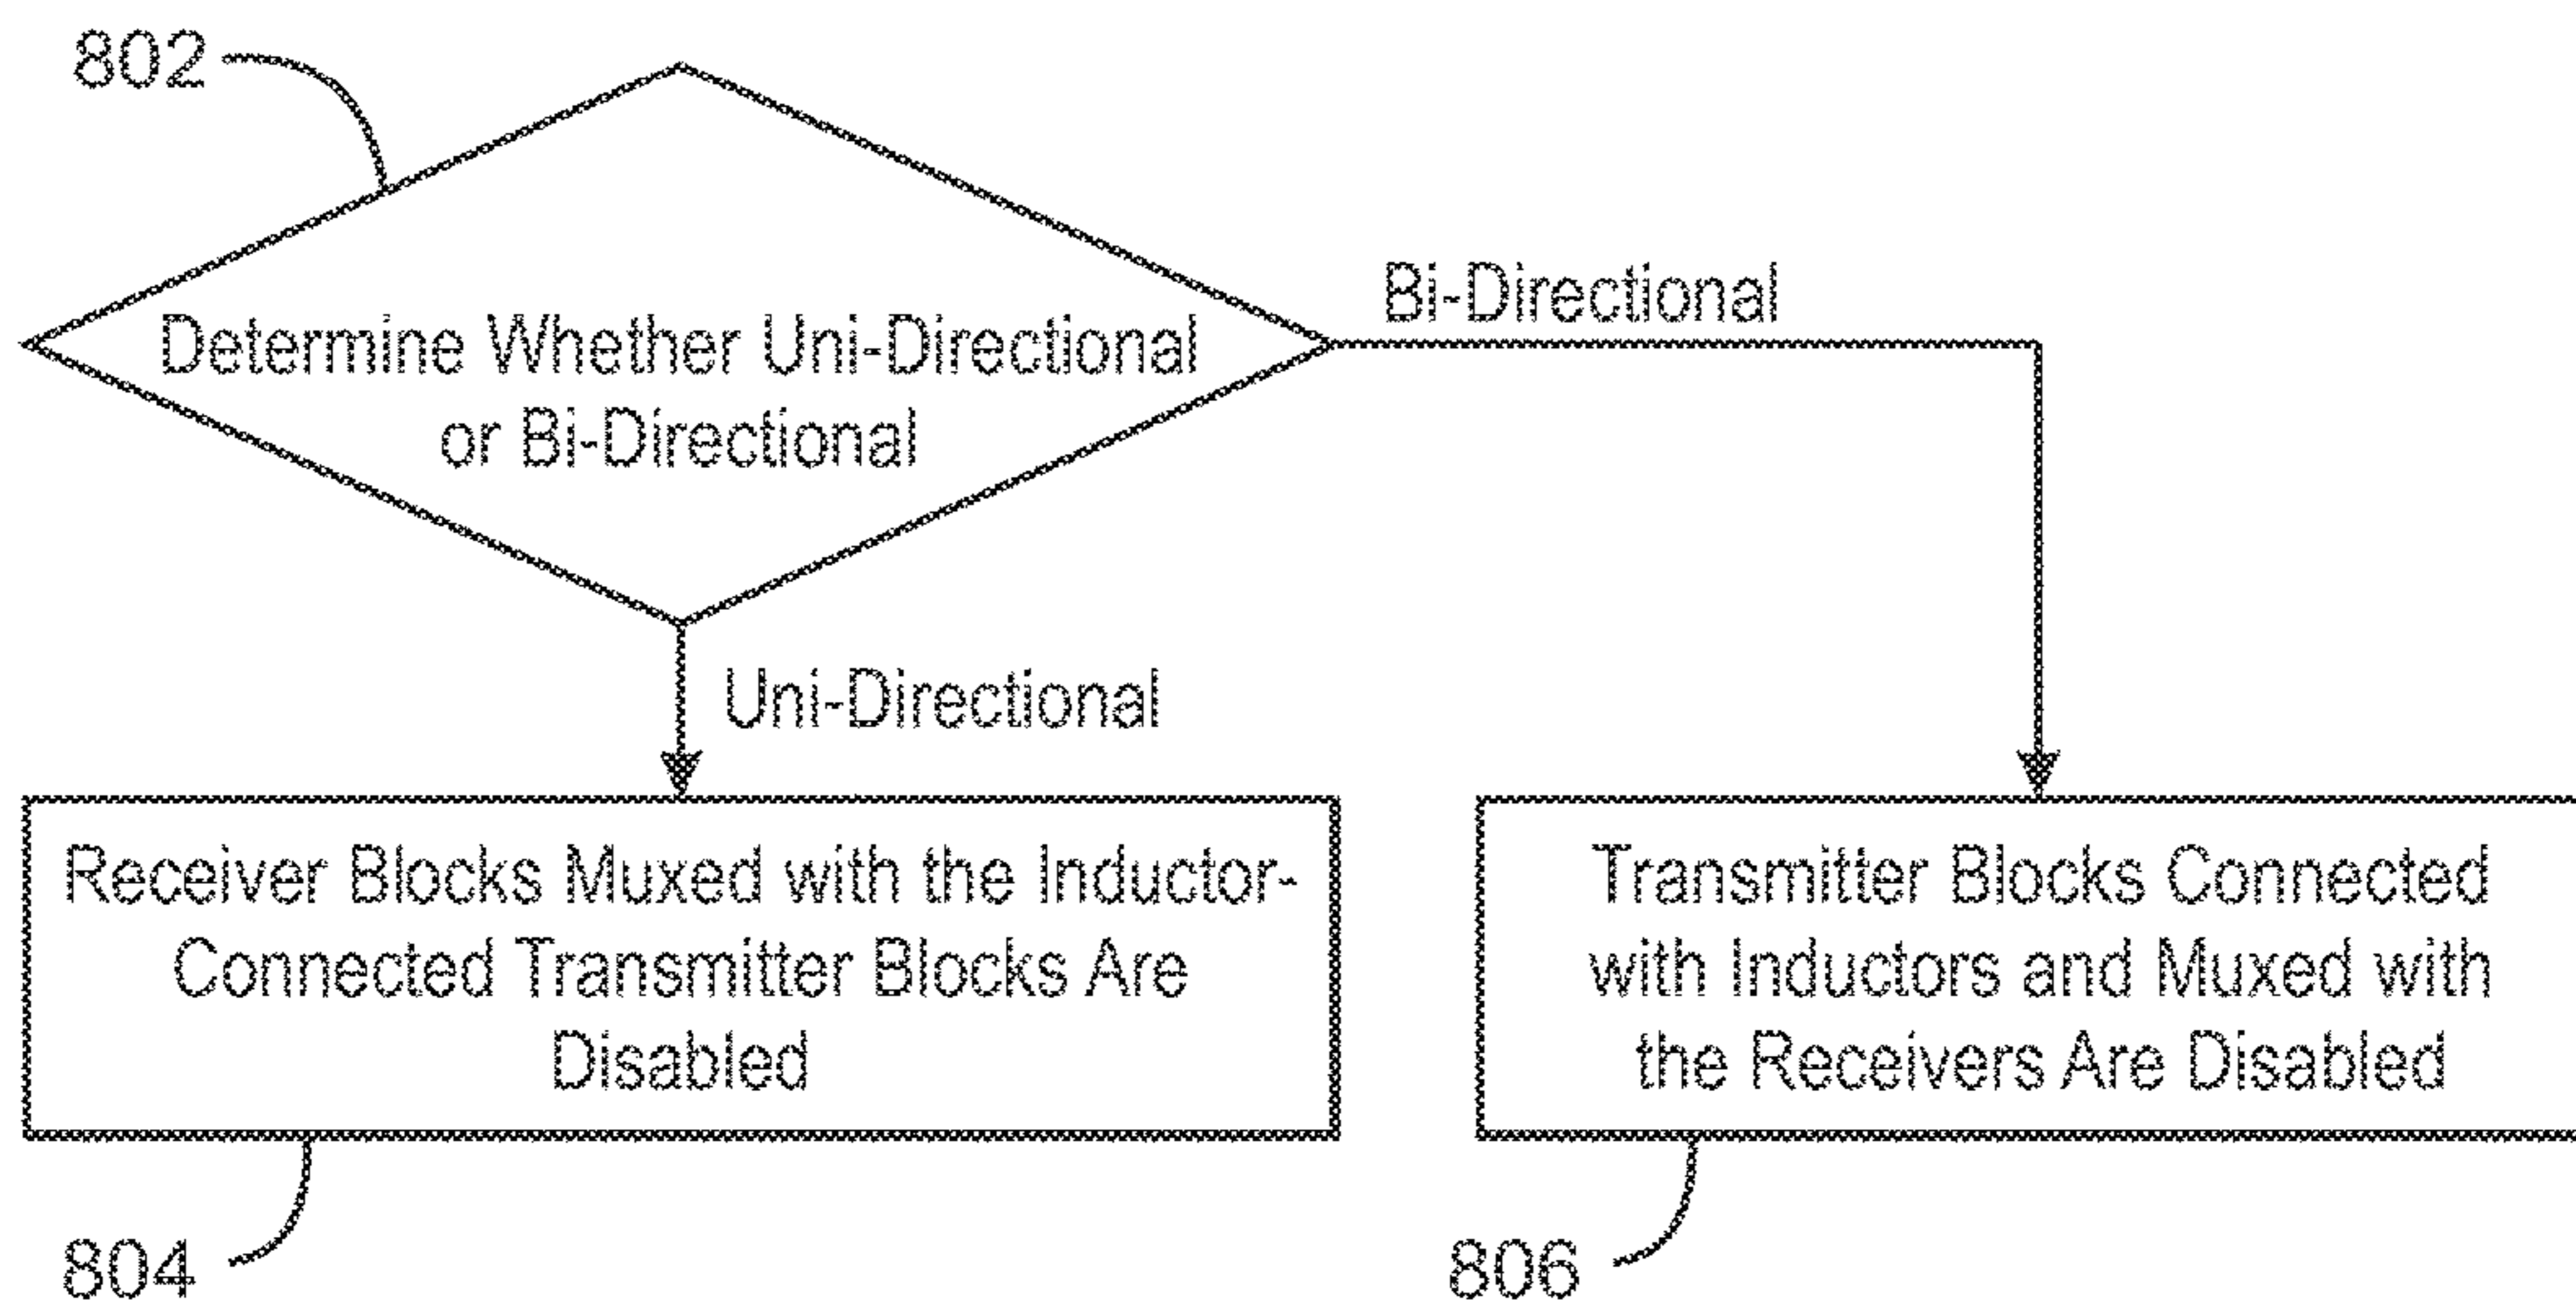 802
Determine Whether Uni-Directional
or Bi-Directional
Bi-Directional
Uni-Directional
Receiver Blocks Muxed with the Inductor-
Connected Transmitter Blocks Are
Disabled
Transmitter Blocks Connected
with Inductors and Muxed with
the Receivers Are Disabled
804
806